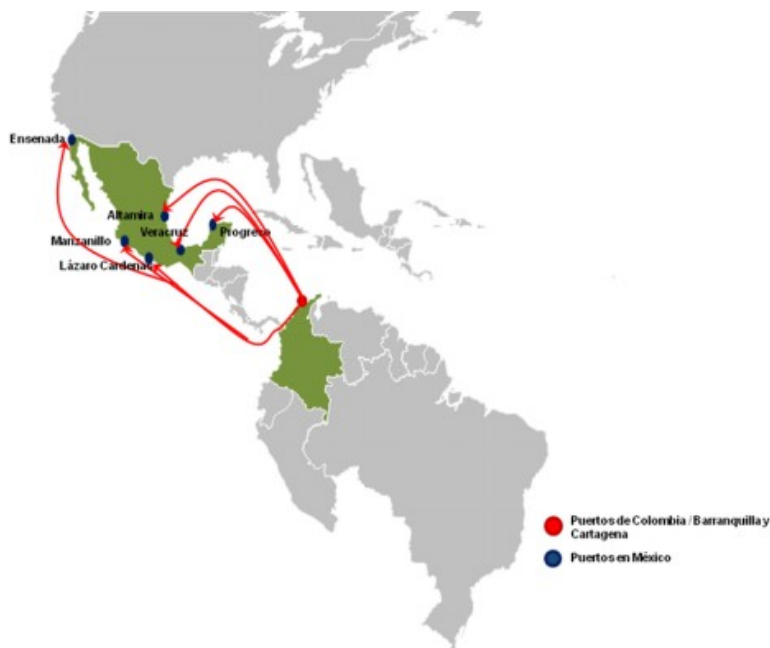 Ensenada
Altamira
Veracruz
Progreso
Manzanillo
Lázaro Cardenas
Puertos de Colombia / Barranquilla y
Cartagena
Puertos en México